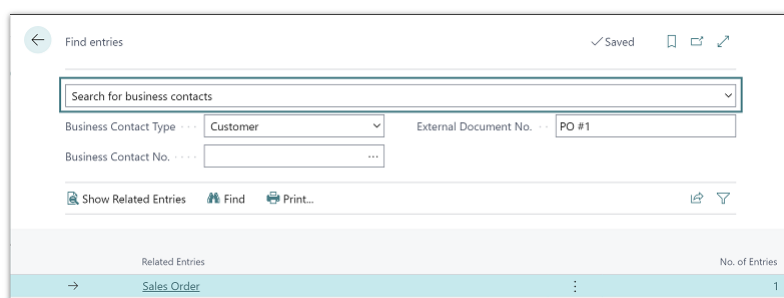 Find entries Saved
Search for business contacts
Business Contact Type Customer External Document No. PO #1
Business Contact No. ...
Show Related Entries Find Print...
Related Entries No. of Entries
Sales Order 1